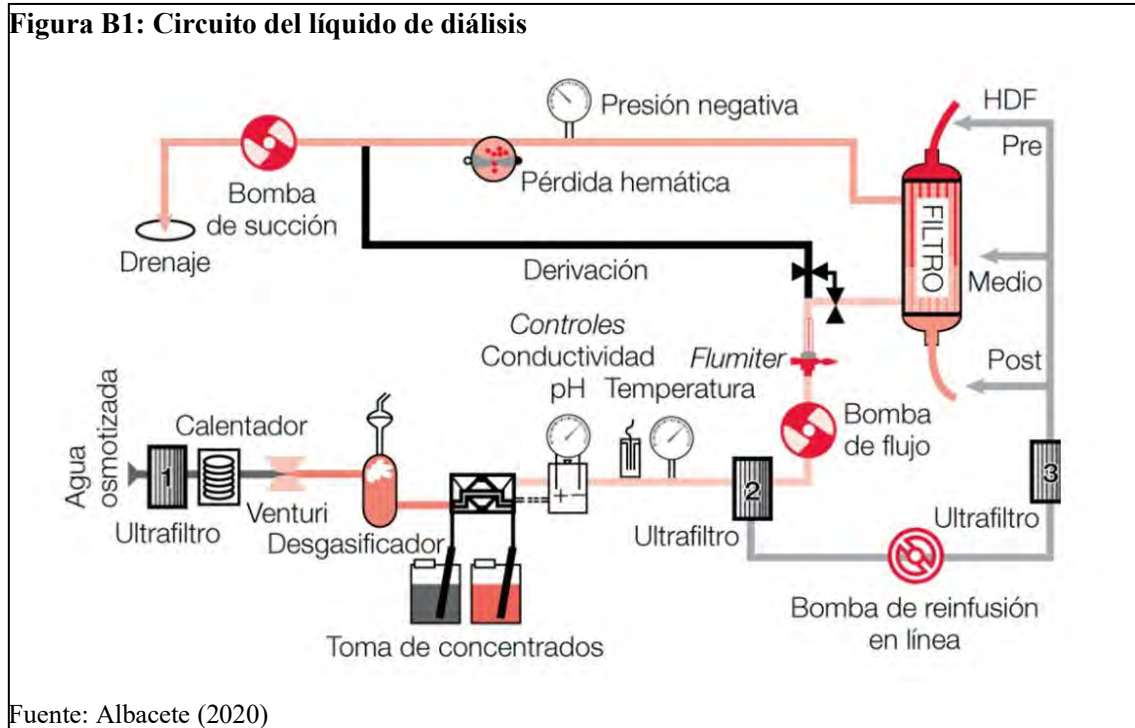 Figura B1: Circuito del líquido de diálisis
HDF
Pre
Presión negativa
Pérdida hemática
Bomba
de succión
Drenaje
FILTRO
Medio
Derivación
Controles
Conductividad
pH Temperatura
Flumiter
Post
Bomba
de flujo
Agua
osmotizada
Calentador
1
Ultrafiltro
Venturi
Desgasificador
+ −
2
Ultrafiltro
3
Ultrafiltro
Toma de concentrados
Bomba de reinfusión
en línea
Fuente: Albacete (2020)